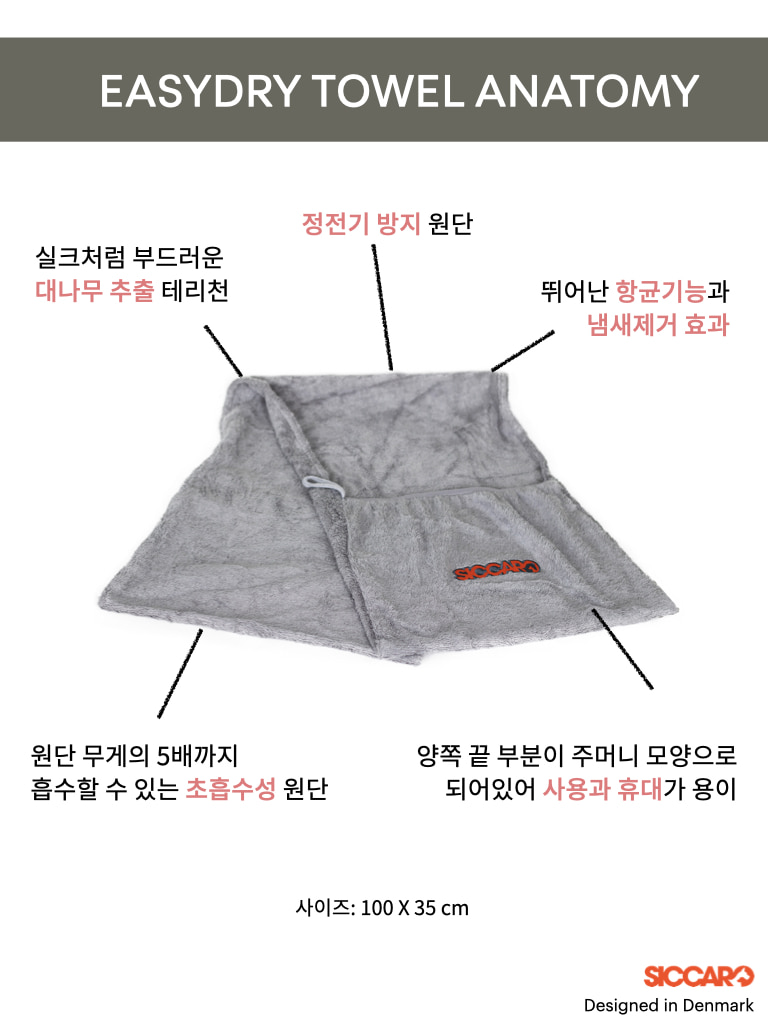 EASYDRY TOWEL ANATOMY
정전기 방지 원단
실크처럼 부드러운
대나무 추출 테리천
뛰어난 항균기능과
냄새제거 효과
SICCARO
원단 무게의 5배까지
흡수할 수 있는 초흡수성 원단
양쪽 끝 부분이 주머니 모양으로
되어있어 사용과 휴대가 용이
사이즈: 100 X 35 cm
SICCARO
Designed in Denmark